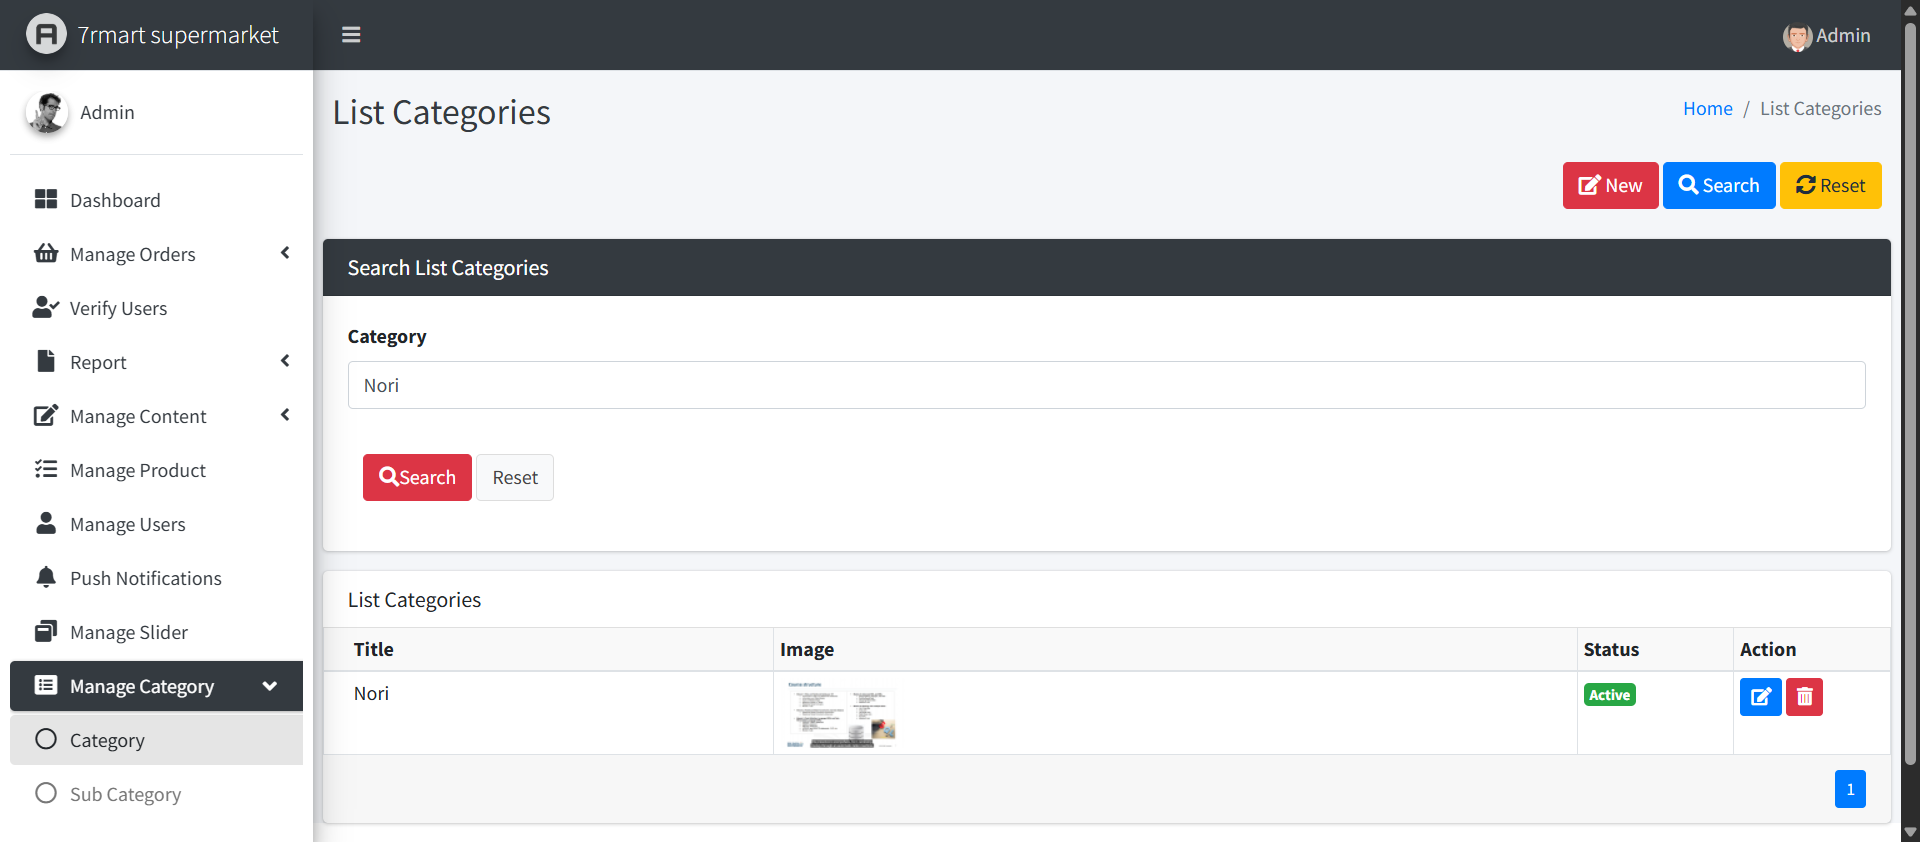 7rmart supermarket
Admin
Admin
Dashboard
Manage Orders
Verify Users
Report
Manage Content
Manage Product
Manage Users
Push Notifications
Manage Slider
Manage Category
Category
Sub Category
List Categories
Home / List Categories
New Search Reset
Search List Categories
Category
Nori
Search Reset
List Categories
Title Image Status Action
Nori Active
1